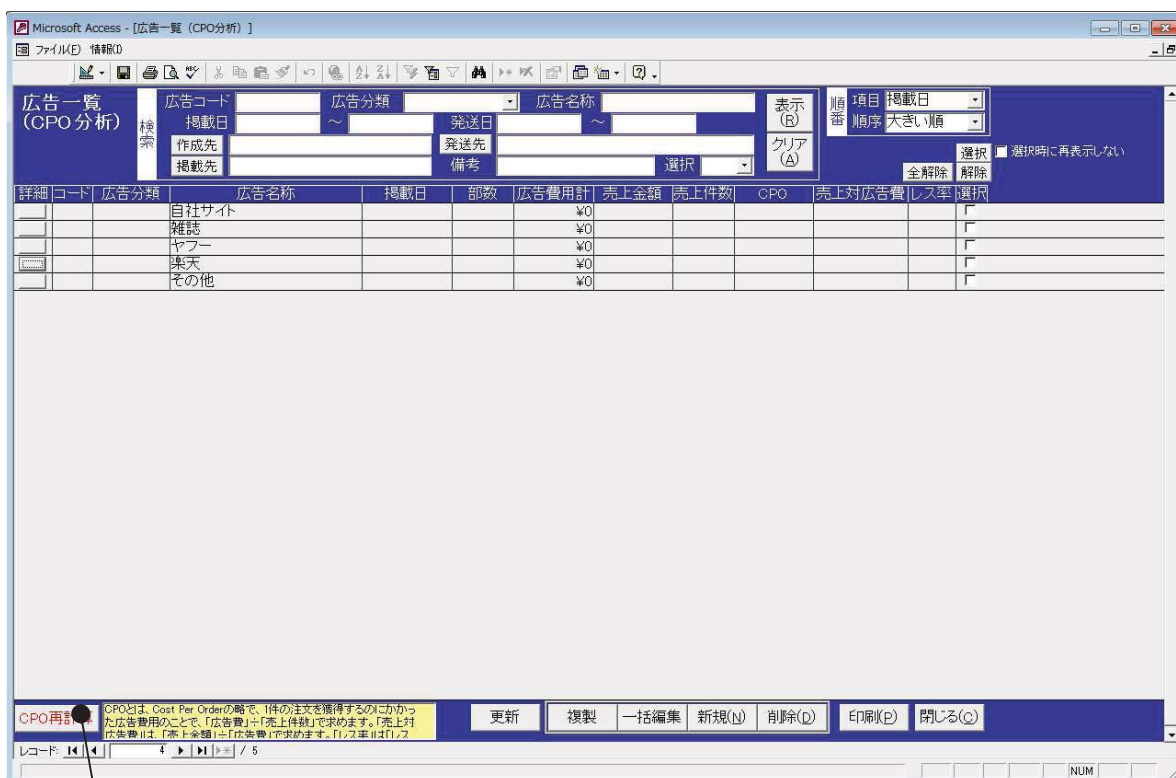 Microsoft Access - [広告一覧（CPO分析）]
ファイル(F) 情報(I)
広告一覧
（CPO分析）
検索
広告コード 広告分類 広告名称
掲載日 ～ 発送日 ～
作成先 発送先
掲載先 備考 選択
表示(R)
クリア(A)
順番
項目 掲載日
順序 大きい順
選択 選択時に再表示しない
全解除 解除
詳細 コード 広告分類 広告名称 掲載日 部数 広告費用計 売上金額 売上件数 CPO 売上対広告費 レス率 選択
自社サイト ¥0
雑誌 ¥0
ヤフー ¥0
楽天 ¥0
その他 ¥0
CPO再計算
CPOとは、Cost Per Orderの略で、1件の注文を獲得するのにかかっ
た広告費用のことで、「広告費」÷「売上件数」で求めます。「売上対
広告費」は、「売上金額」÷「広告費」で求めます。「レス率」は「レス
更新 複製 一括編集 新規(N) 削除(D) 印刷(P) 閉じる(C)
レコード: 4 / 5
NUM